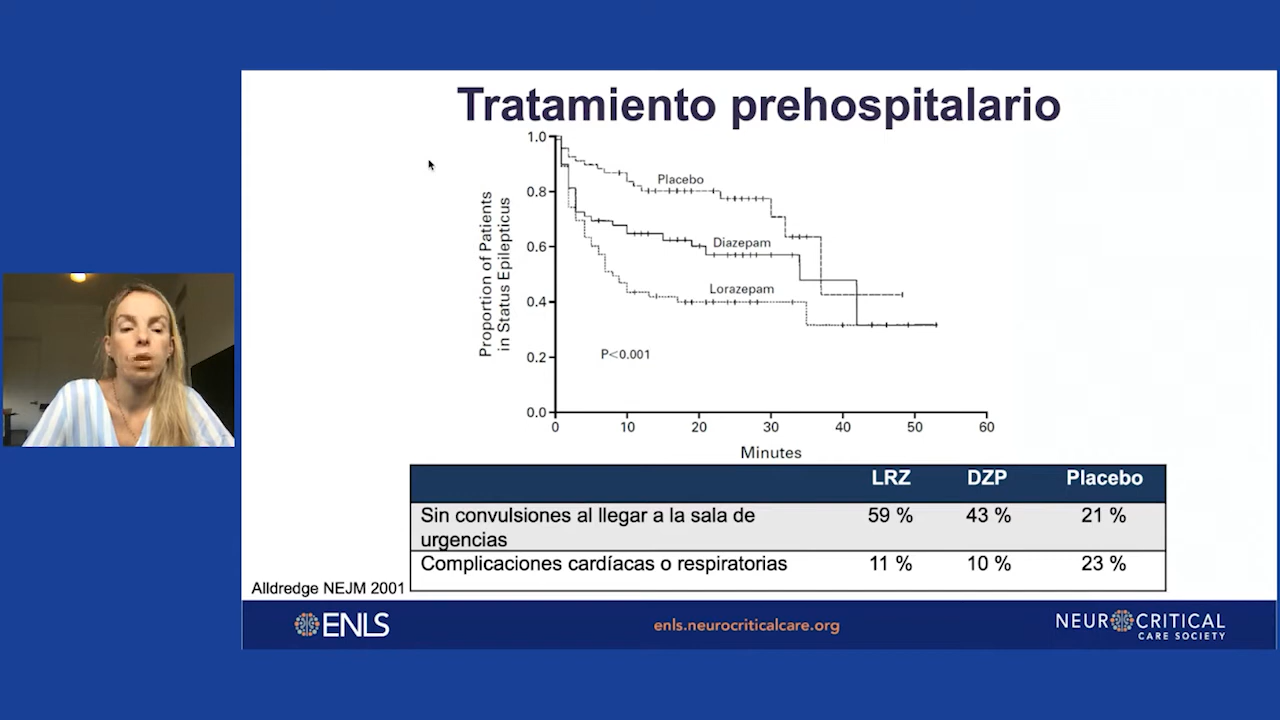 Tratamiento prehospitalario
Proportion of Patients
in Status Epilepticus
1.0
0.8
0.6
0.4
0.2
0.0
Placebo
Diazepam
Lorazepam
P<0.001
0 10 20 30 40 50 60
Minutes
LRZ DZP Placebo
Sin convulsiones al llegar a la sala de
urgencias 59 % 43 % 21 %
Complicaciones cardíacas o respiratorias 11 % 10 % 23 %
Alldredge NEJM 2001
ENLS
enls.neurocriticalcare.org
NEUROCRITICAL
CARE SOCIETY